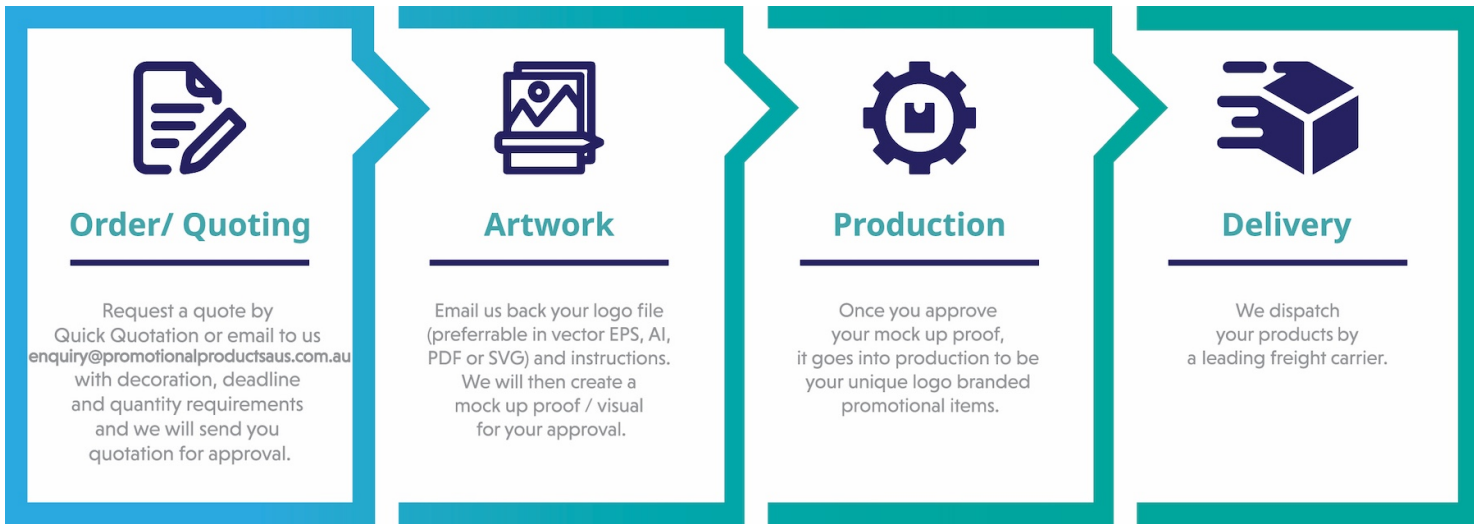 Order/ Quoting
Request a quote by
Quick Quotation or email to us
enquiry@promotionalproductsaus.com.au
with decoration, deadline
and quantity requirements
and we will send you
quotation for approval.
Artwork
Email us back your logo file
(preferrable in vector EPS, AI,
PDF or SVG) and instructions.
We will then create a
mock up proof / visual
for your approval.
Production
Once you approve
your mock up proof,
it goes into production to be
your unique logo branded
promotional items.
Delivery
We dispatch
your products by
a leading freight carrier.